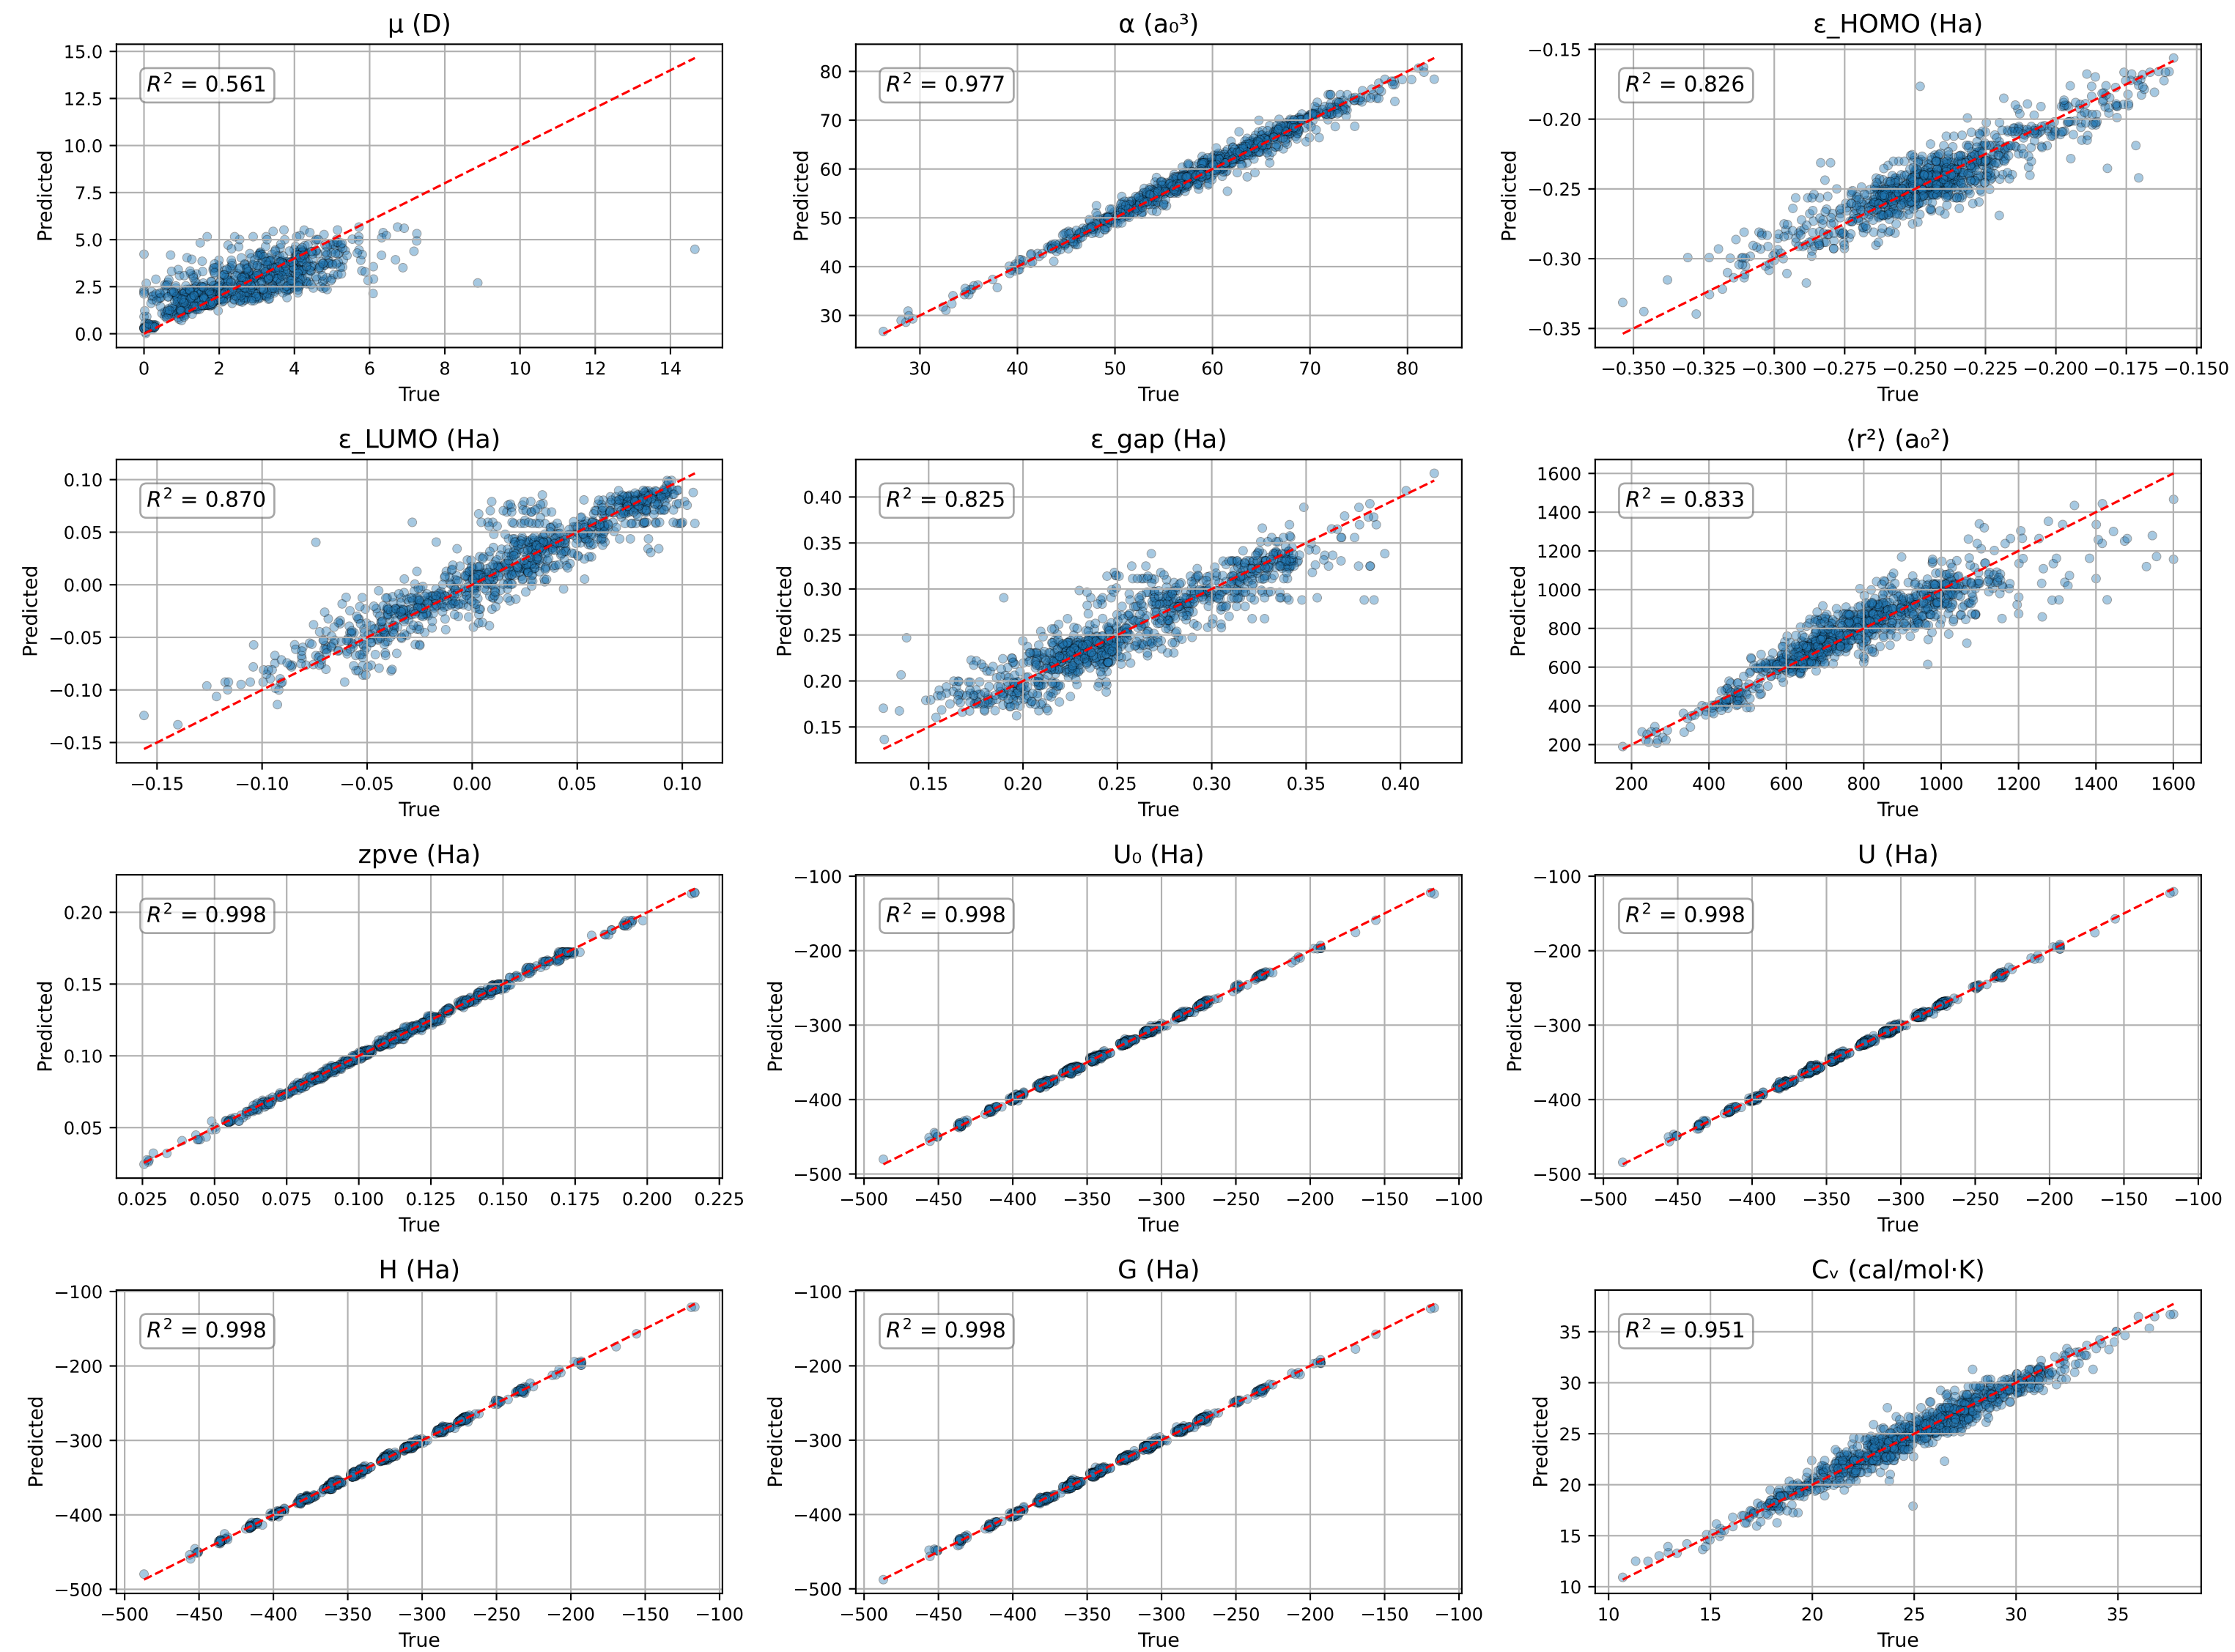 μ (D)
15.0
12.5
10.0
7.5
5.0
2.5
0.0
Predicted
R² = 0.561
0 2 4 6 8 10 12 14
True
α (a₀³)
80
70
60
50
40
30
Predicted
R² = 0.977
30 40 50 60 70 80
True
ε_HOMO (Ha)
−0.15
−0.20
−0.25
−0.30
−0.35
Predicted
R² = 0.826
−0.350 −0.325 −0.300 −0.275 −0.250 −0.225 −0.200 −0.175 −0.150
True
ε_LUMO (Ha)
0.10
0.05
0.00
−0.05
−0.10
−0.15
Predicted
R² = 0.870
−0.15 −0.10 −0.05 0.00 0.05 0.10
True
ε_gap (Ha)
0.40
0.35
0.30
0.25
0.20
0.15
Predicted
R² = 0.825
0.15 0.20 0.25 0.30 0.35 0.40
True
⟨r²⟩ (a₀²)
1600
1400
1200
1000
800
600
400
200
Predicted
R² = 0.833
200 400 600 800 1000 1200 1400 1600
True
zpve (Ha)
0.20
0.15
0.10
0.05
Predicted
R² = 0.998
0.025 0.050 0.075 0.100 0.125 0.150 0.175 0.200 0.225
True
U₀ (Ha)
−100
−200
−300
−400
−500
Predicted
R² = 0.998
−500 −450 −400 −350 −300 −250 −200 −150 −100
True
U (Ha)
−100
−200
−300
−400
−500
Predicted
R² = 0.998
−500 −450 −400 −350 −300 −250 −200 −150 −100
True
H (Ha)
−100
−200
−300
−400
−500
Predicted
R² = 0.998
−500 −450 −400 −350 −300 −250 −200 −150 −100
True
G (Ha)
−100
−200
−300
−400
−500
Predicted
R² = 0.998
−500 −450 −400 −350 −300 −250 −200 −150 −100
True
Cᵥ (cal/mol·K)
35
30
25
20
15
10
Predicted
R² = 0.951
10 15 20 25 30 35
True